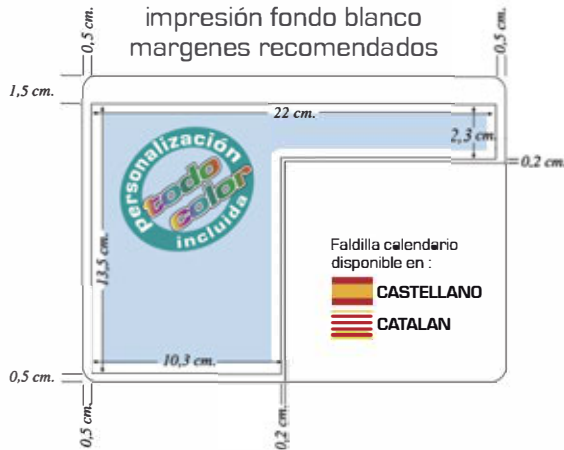 impresión fondo blanco
margenes recomendados
0,5 cm.
0,5 cm.
1,5 cm.
22 cm.
2,3 cm.
0,2 cm.
personalización
todo
color
incluida
13,5 cm.
Faldilla calendario
disponible en :
CASTELLANO
CATALAN
10,3 cm.
0,5 cm.
0,5 cm.
0,2 cm.